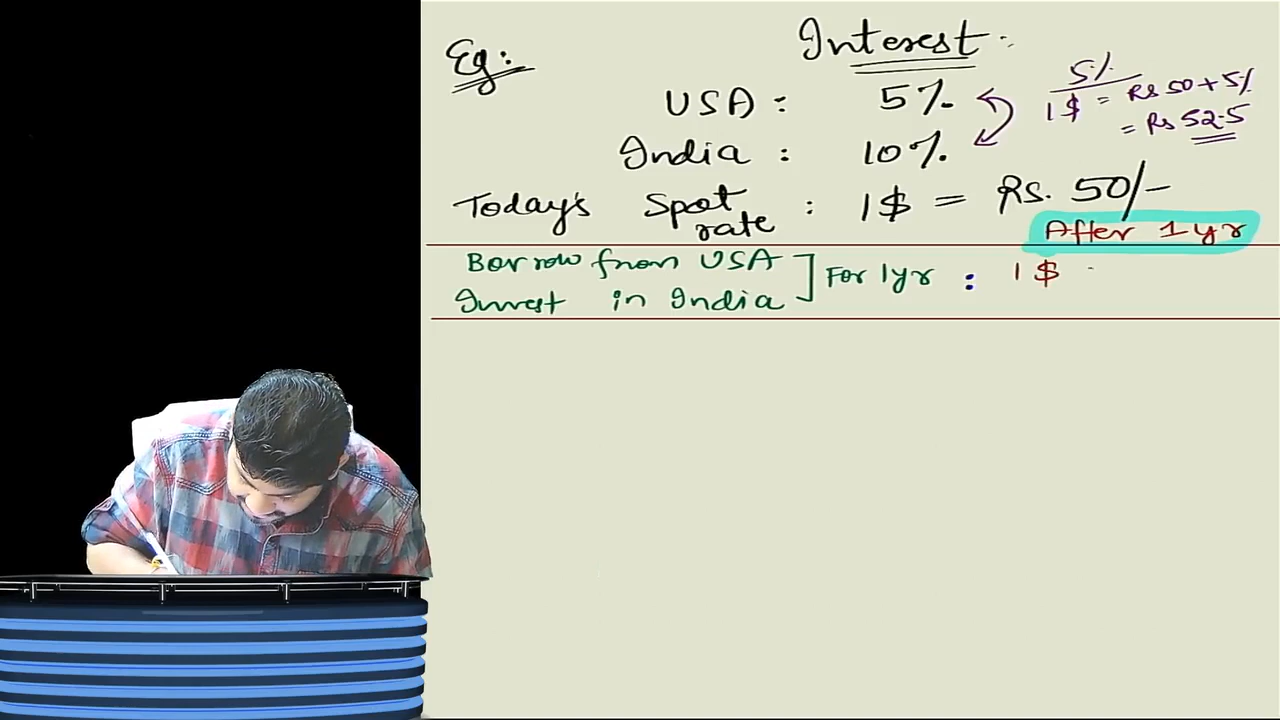 Eg:
Interest :-
USA : 5%
India : 10%
5%
1$ = Rs 50 + 5%
= Rs 52.5
Today's Spot rate : 1$ = Rs. 50/-
After 1yr
Borrow from USA
Invest in India
For 1yr : 1$